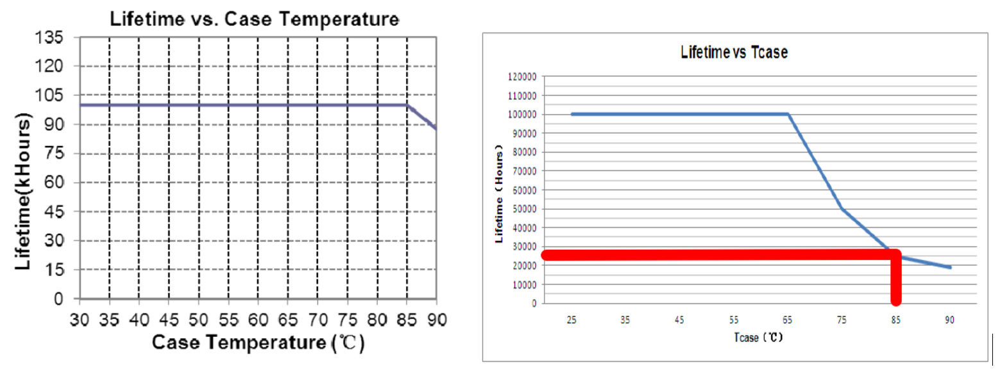 Lifetime vs. Case Temperature
135
120
105
90
75
60
45
30
15
0
Lifetime(kHours)
30 35 40 45 50 55 60 65 70 75 80 85 90
Case Temperature (℃)
Lifetime vs Tcase
120000
110000
100000
90000
80000
70000
60000
50000
40000
30000
20000
10000
0
Lifetime (Hours)
25 35 45 55 65 75 85 90
Tcase (℃)